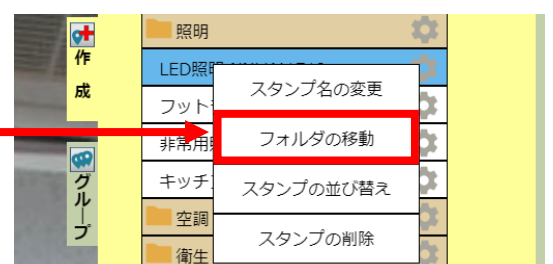 作成
グループ
照明
LED照
フット
非常用
キッチ
空調
衛生
スタンプ名の変更
フォルダの移動
スタンプの並び替え
スタンプの削除